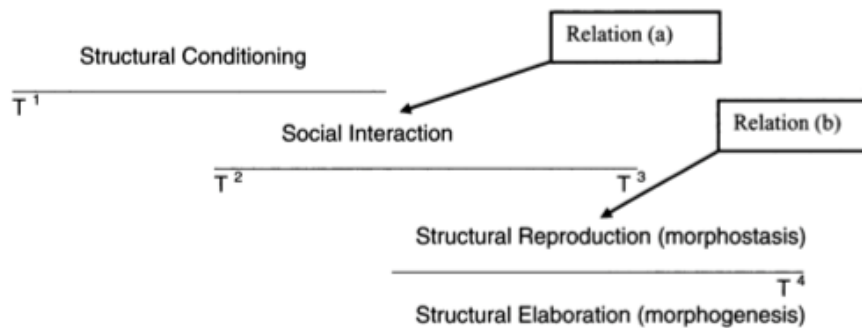 Relation (a)
Structural Conditioning
T 1
Relation (b)
Social Interaction
T 2
T 3
Structural Reproduction (morphostasis)
T 4
Structural Elaboration (morphogenesis)